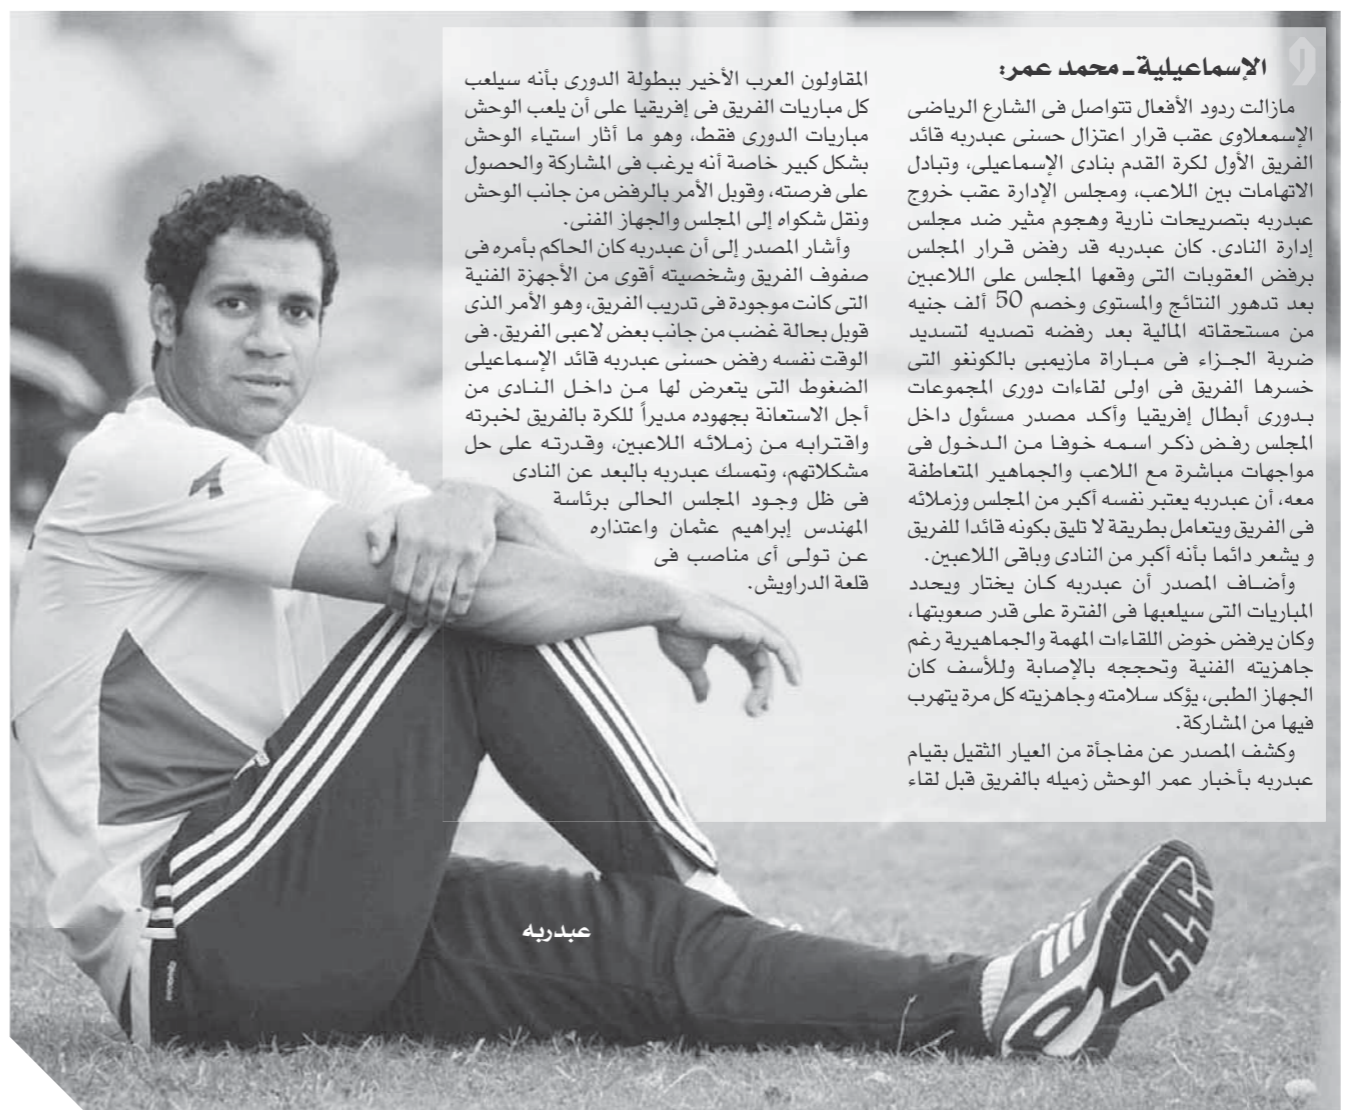 الإسماعيلية ـ محمد عمر:
مازالت ردود الأفعال تتواصل فى الشارع الرياضى
الإسمعلاوى عقب قرار اعتزال حسنى عبدربه قائد
الفريق الأول لكرة القدم بنادى الإسماعيلى، وتبادل
الاتهامات بين اللاعب، ومجلس الإدارة عقب خروج
عبدربه بتصريحات نارية وهجوم مثير ضد مجلس
إدارة النادى. كان عبدربه قد رفض قرار المجلس
برفض العقوبات التى وقعها المجلس على اللاعبين
بعد تدهور النتائج والمستوى وخصم 50 ألف جنيه
من مستحقاته المالية بعد رفضه تصديه لتسديد
ضربة الجزاء فى مباراة مازيمبى بالكونغو التى
خسرها الفريق فى اولى لقاءات دورى المجموعات
بدورى أبطال إفريقيا وأكد مصدر مسئول داخل
المجلس رفض ذكر اسمه خوفا من الدخول فى
مواجهات مباشرة مع اللاعب والجماهير المتعاطفة
معه، أن عبدربه يعتبر نفسه أكبر من المجلس وزملائه
فى الفريق ويتعامل بطريقة لا تليق بكونه قائدا للفريق
و يشعر دائما بأنه أكبر من النادى وباقى اللاعبين.
وأضاف المصدر أن عبدربه كان يختار ويحدد
المباريات التى سيلعبها فى الفترة على قدر صعوبتها،
وكان يرفض خوض اللقاءات المهمة والجماهيرية رغم
جاهزيته الفنية وتحججه بالإصابة وللأسف كان
الجهاز الطبى، يؤكد سلامته وجاهزيته كل مرة يتهرب
فيها من المشاركة.
وكشف المصدر عن مفاجأة من العيار الثقيل بقيام
عبدربه بأخبار عمر الوحش زميله بالفريق قبل لقاء
المقاولون العرب الأخير ببطولة الدورى بأنه سيلعب
كل مباريات الفريق فى إفريقيا على أن يلعب الوحش
مباريات الدورى فقط، وهو ما أثار استياء الوحش
بشكل كبير خاصة أنه يرغب فى المشاركة والحصول
على فرصته، وقوبل الأمر بالرفض من جانب الوحش
ونقل شكواه إلى المجلس والجهاز الفنى.
وأشار المصدر إلى أن عبدربه كان الحاكم بأمره فى
صفوف الفريق وشخصيته أقوى من الأجهزة الفنية
التى كانت موجودة فى تدريب الفريق، وهو الأمر الذى
قوبل بحالة غضب من جانب بعض لاعبى الفريق. فى
الوقت نفسه رفض حسنى عبدربه قائد الإسماعيلى
الضغوط التى يتعرض لها من داخل النادى من
أجل الاستعانة بجهوده مديراً للكرة بالفريق لخبرته
واقترابه من زملائه اللاعبين، وقدرته على حل
مشكلاتهم، وتمسك عبدربه بالبعد عن النادى
فى ظل وجود المجلس الحالى برئاسة
المهندس إبراهيم عثمان واعتذاره
عن تولى أى مناصب فى
قلعة الدراويش.
عبدربه